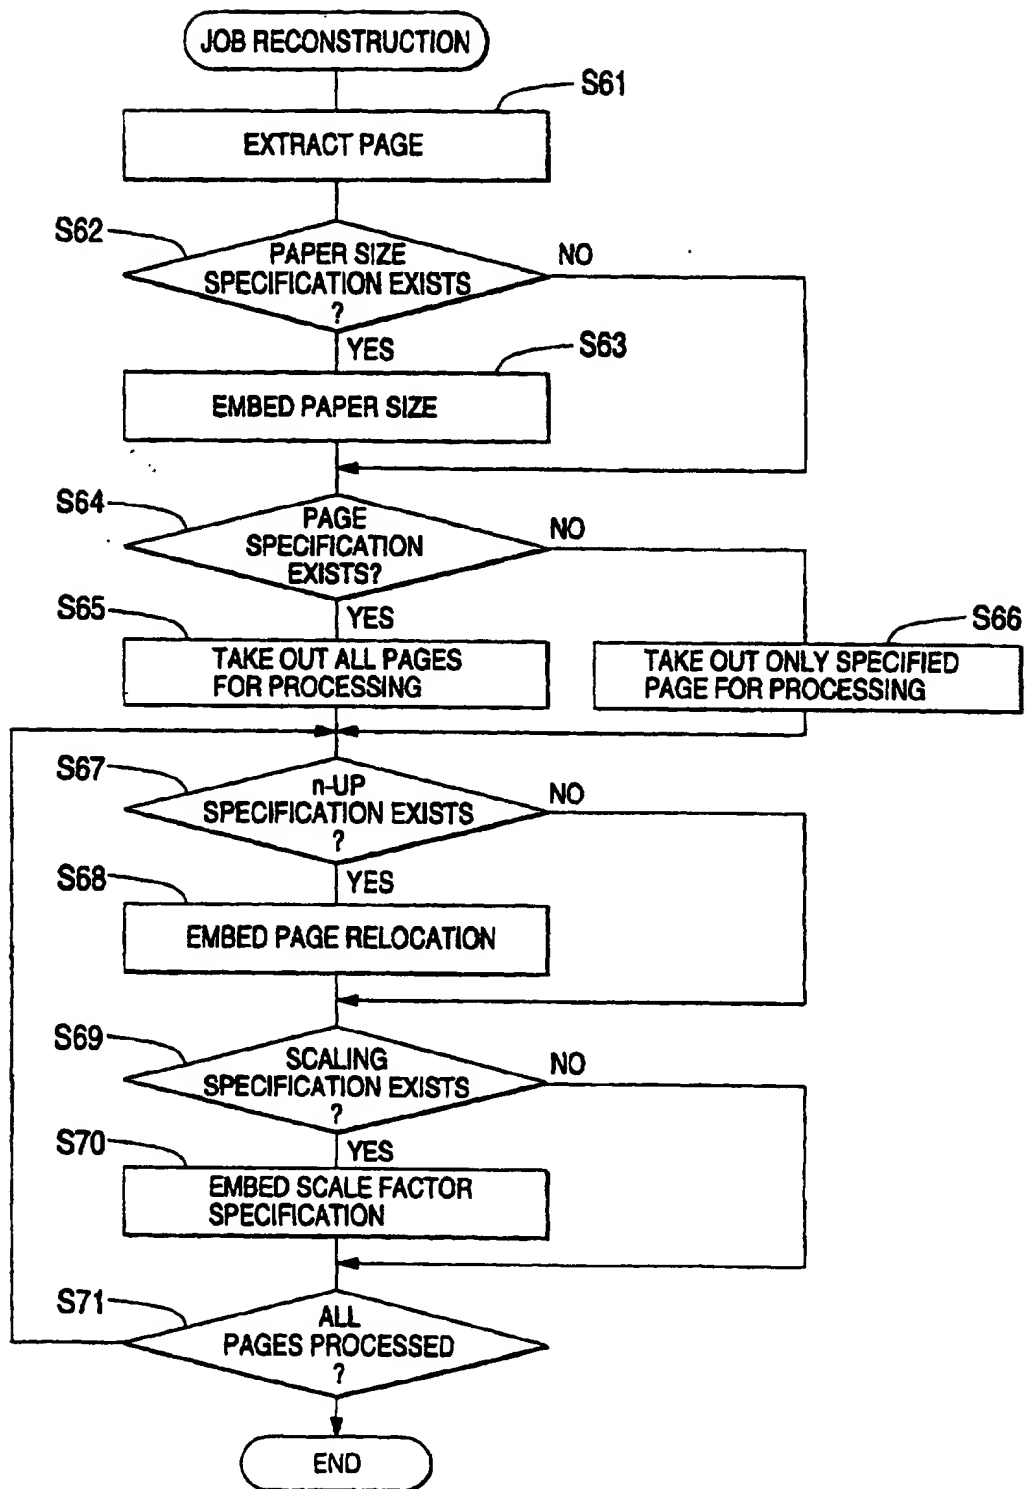 JOB RECONSTRUCTION
S61
EXTRACT PAGE
S62
PAPER SIZE
SPECIFICATION EXISTS
?
NO
YES
S63
EMBED PAPER SIZE
S64
PAGE
SPECIFICATION
EXISTS?
NO
YES
S65
TAKE OUT ALL PAGES
FOR PROCESSING
S66
TAKE OUT ONLY SPECIFIED
PAGE FOR PROCESSING
S67
n-UP
SPECIFICATION EXISTS
?
NO
YES
S68
EMBED PAGE RELOCATION
S69
SCALING
SPECIFICATION EXISTS
?
NO
YES
S70
EMBED SCALE FACTOR
SPECIFICATION
S71
ALL
PAGES PROCESSED
?
END